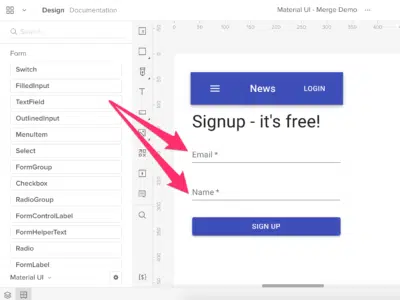 Design Documentation
Material UI - Merge Demo
Search...
Form
Switch
FilledInput
TextField
OutlinedInput
MenuItem
Select
FormGroup
Checkbox
RadioGroup
FormControlLabel
FormHelperText
Radio
FormLabel
Material UI
T
{$}
News
LOGIN
Signup - it's free!
Email *
Name *
SIGN UP